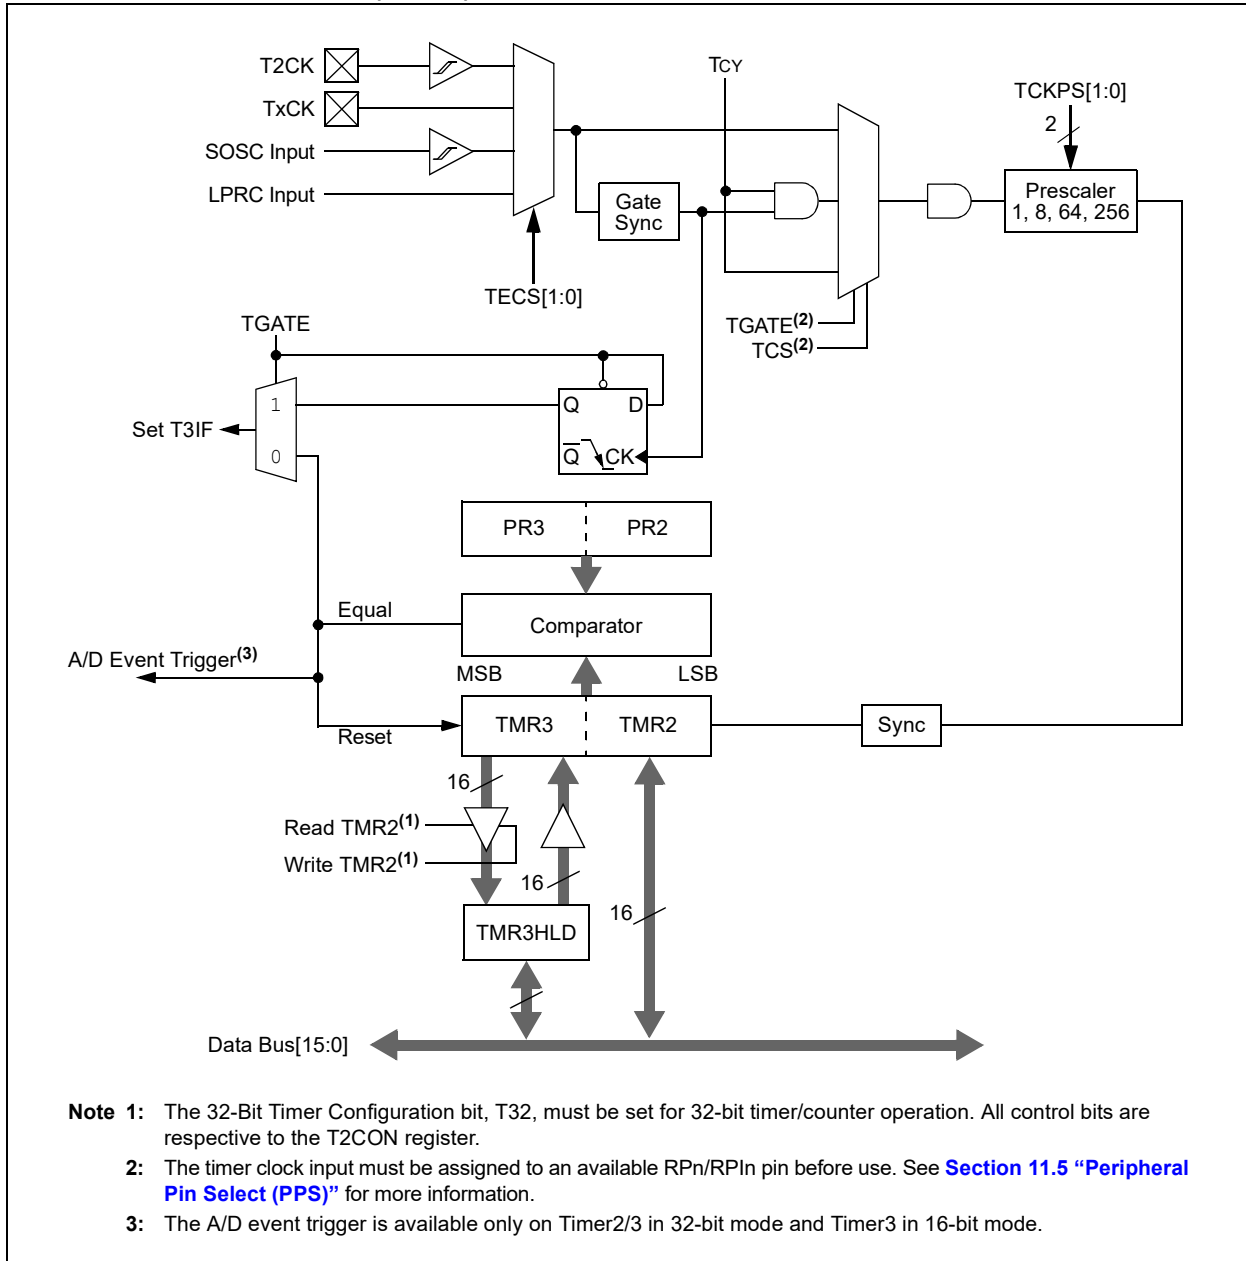 T2CK
TCY
TCKPS[1:0]
TxCK
2
SOSC Input
LPRC Input
Gate
Sync
Prescaler
1, 8, 64, 256
TECS[1:0]
TGATE
TGATE(2)
TCS(2)
1
Q
D
Set T3IF
0
Q
CK
PR3
PR2
Equal
Comparator
A/D Event Trigger(3)
MSB
LSB
TMR3
TMR2
Sync
Reset
16
Read TMR2(1)
Write TMR2(1)
16
16
TMR3HLD
Data Bus[15:0]
Note 1: The 32-Bit Timer Configuration bit, T32, must be set for 32-bit timer/counter operation. All control bits are
respective to the T2CON register.
2: The timer clock input must be assigned to an available RPn/RPIn pin before use. See Section 11.5 “Peripheral
Pin Select (PPS)” for more information.
3: The A/D event trigger is available only on Timer2/3 in 32-bit mode and Timer3 in 16-bit mode.